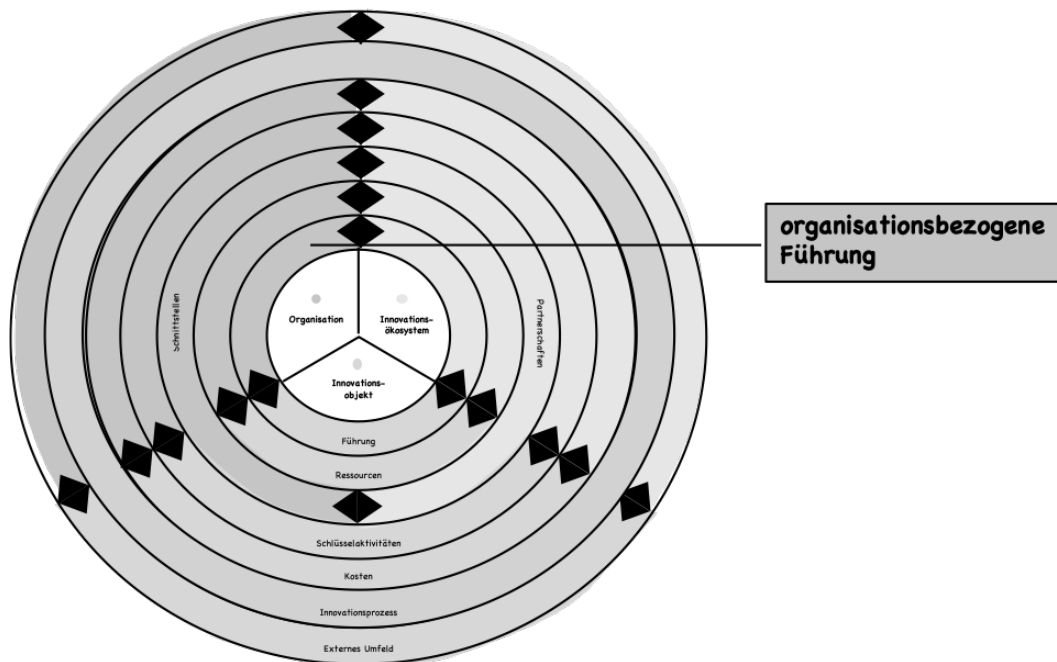 organisationsbezogene
Führung
Schnittstellen
Partnerschaften
Organisation
Innovations-
ökosystem
Innovations-
objekt
Führung
Ressourcen
Schlüsselaktivitäten
Kosten
Innovationsprozess
Externes Umfeld